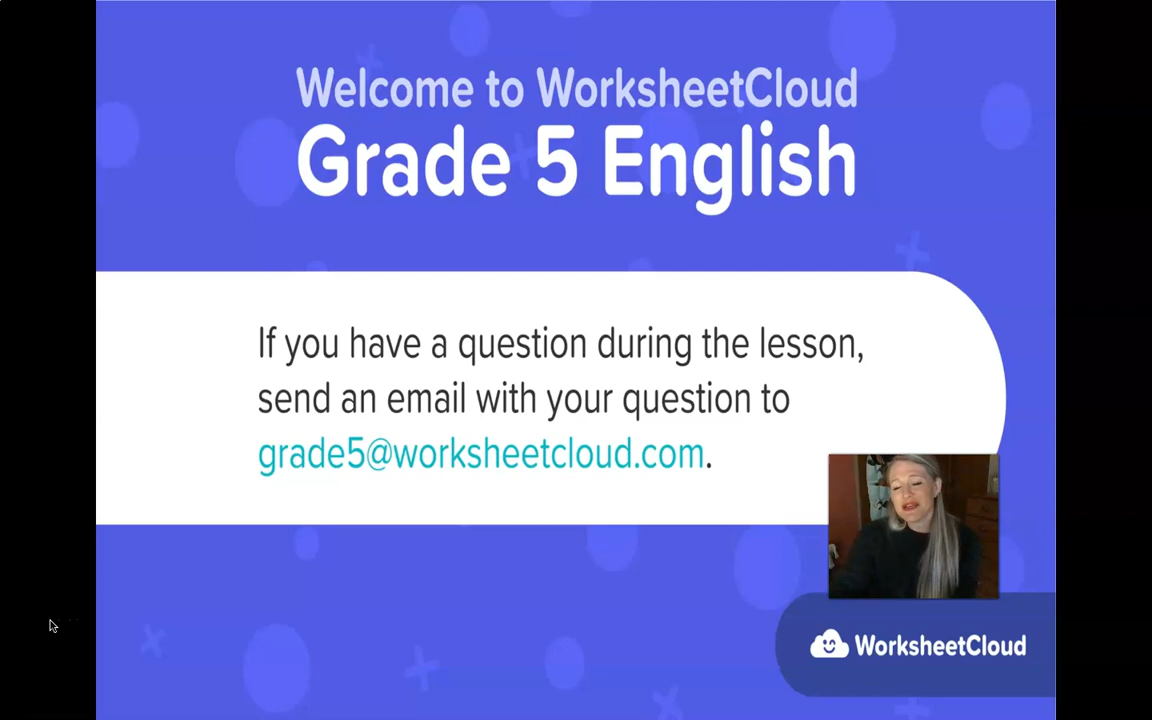 Welcome to WorksheetCloud
Grade 5 English
If you have a question during the lesson,
send an email with your question to
grade5@worksheetcloud.com.
WorksheetCloud